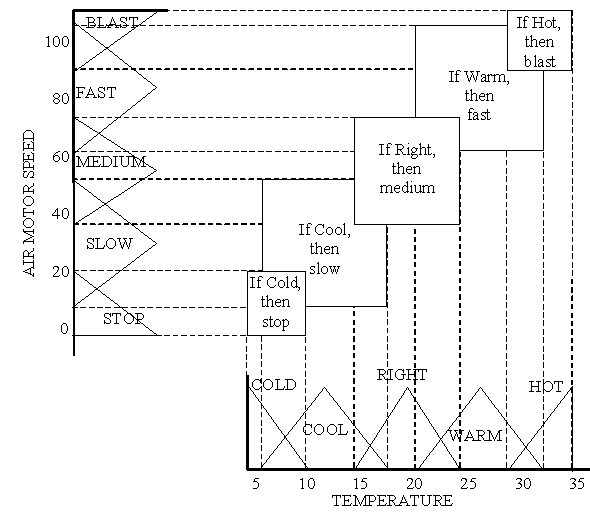 If Hot,
then
blast
BLAST
100
If Warm,
then
fast
FAST
80
AIR MOTOR SPEED
If Right,
then
medium
MEDIUM
60
40
If Cool,
then
slow
SLOW
20
If Cold,
then
stop
STOP
0
COLD
RIGHT
HOT
COOL
WARM
5 10 15 20 25 30 35
TEMPERATURE